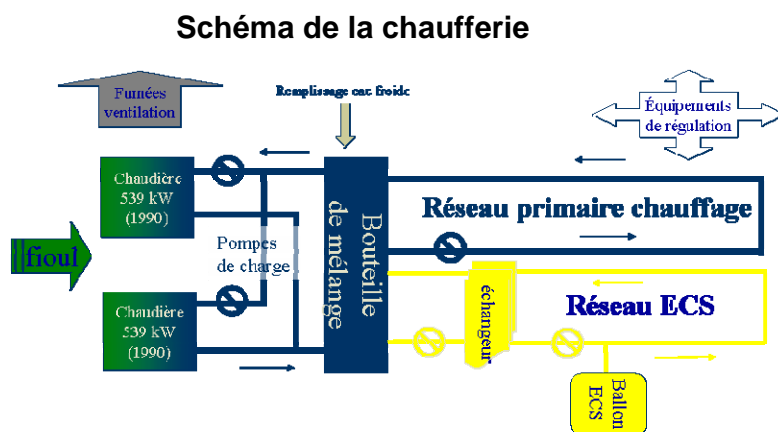 Schéma de la chaufferie
Fumées
ventilation
Remplissage eau froide
Équipements
de régulation
Chaudière
539 kW
(1990)
Réseau primaire chauffage
Bouteille
de mélange
Pompes
de charge
fioul
échangeur
Réseau ECS
Chaudière
539 kW
(1990)
Ballon
ECS